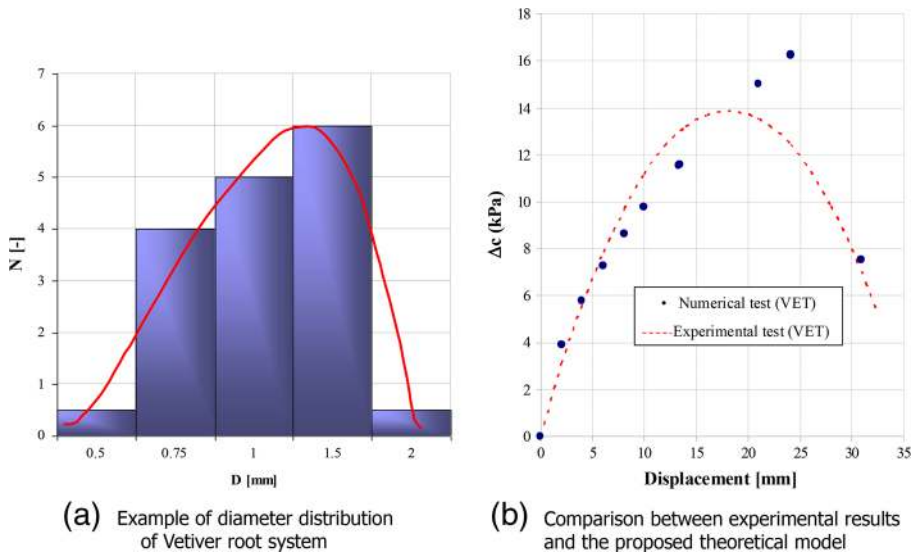 7
6
5
4
3
2
1
0
N [-]
0.5 0.75 1 1.5 2
D [mm]
(a) Example of diameter distribution
of Vetiver root system
18
16
14
12
10
8
6
4
2
0
Δc (kPa)
Numerical test (VET)
Experimental test (VET)
0 5 10 15 20 25 30 35
Displacement [mm]
(b) Comparison between experimental results
and the proposed theoretical model